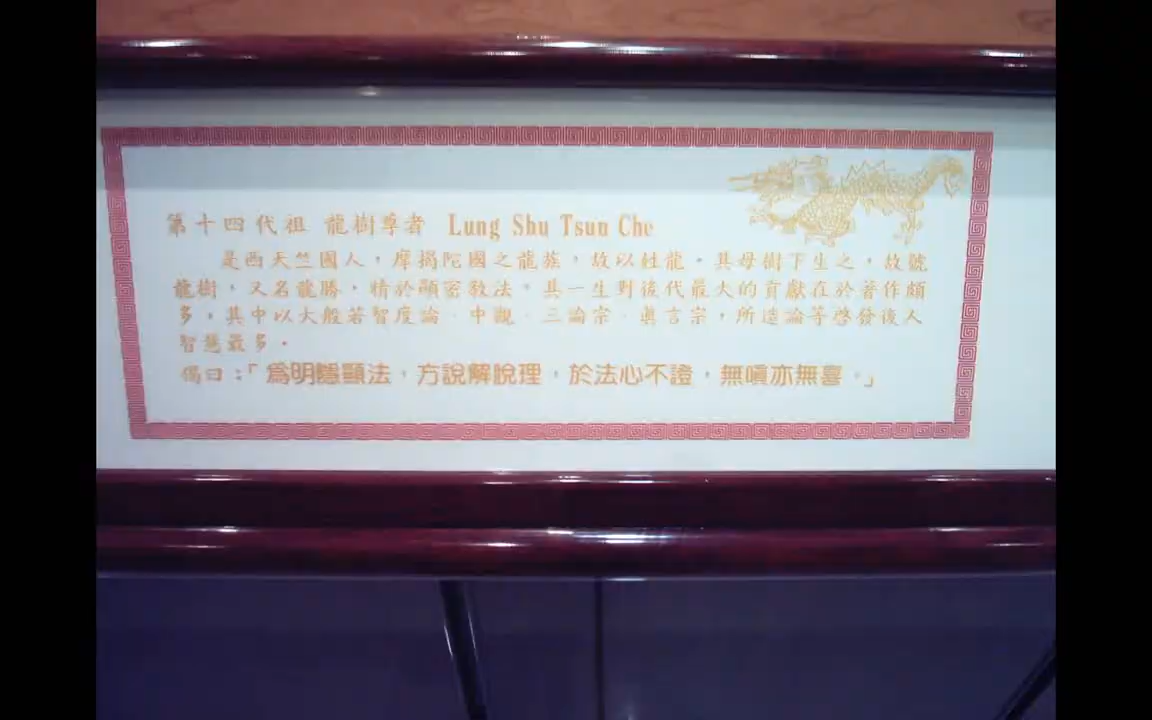 第十四代祖 龍樹尊者 Lung Shu Tsun Che
是西天竺國人，摩揭陀國之龍族，故以姓龍。其母樹下生之，故號
龍樹，又名龍勝，精於顯密教法。其一生對後代最大的貢獻在於著作頗
多，其中以大般若智度論、中觀、三論宗、真言宗，所造論等啓發後人
智慧最多。
偈曰：「為明隱顯法，方說解脫理，於法心不證，無嗔亦無喜。」